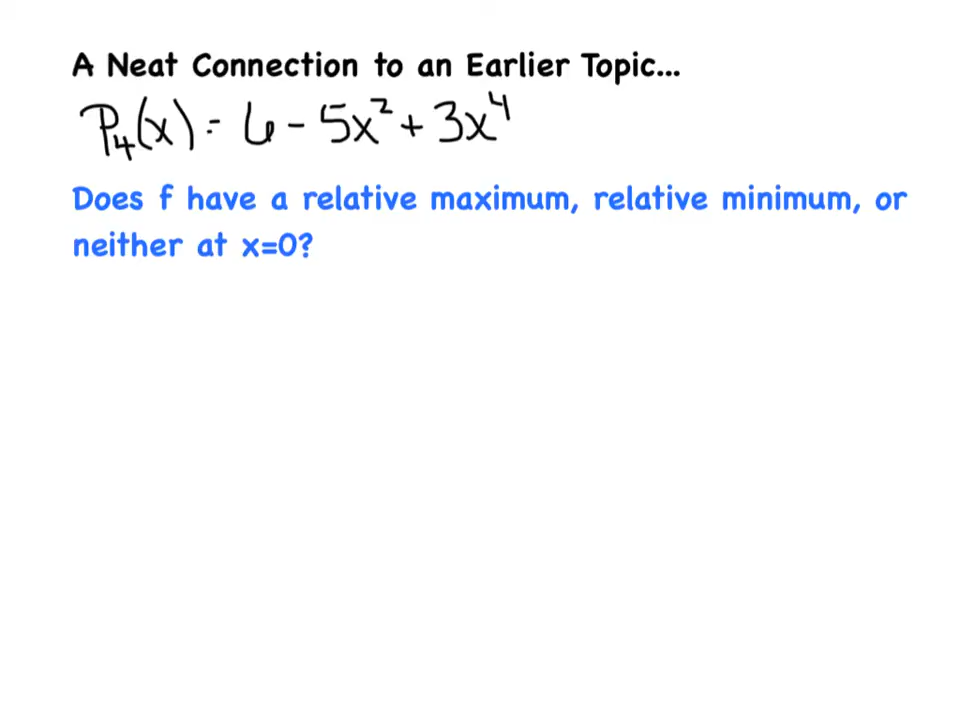 A Neat Connection to an Earlier Topic...
P₄(x) = 6 - 5x² + 3x⁴
Does f have a relative maximum, relative minimum, or
neither at x=0?